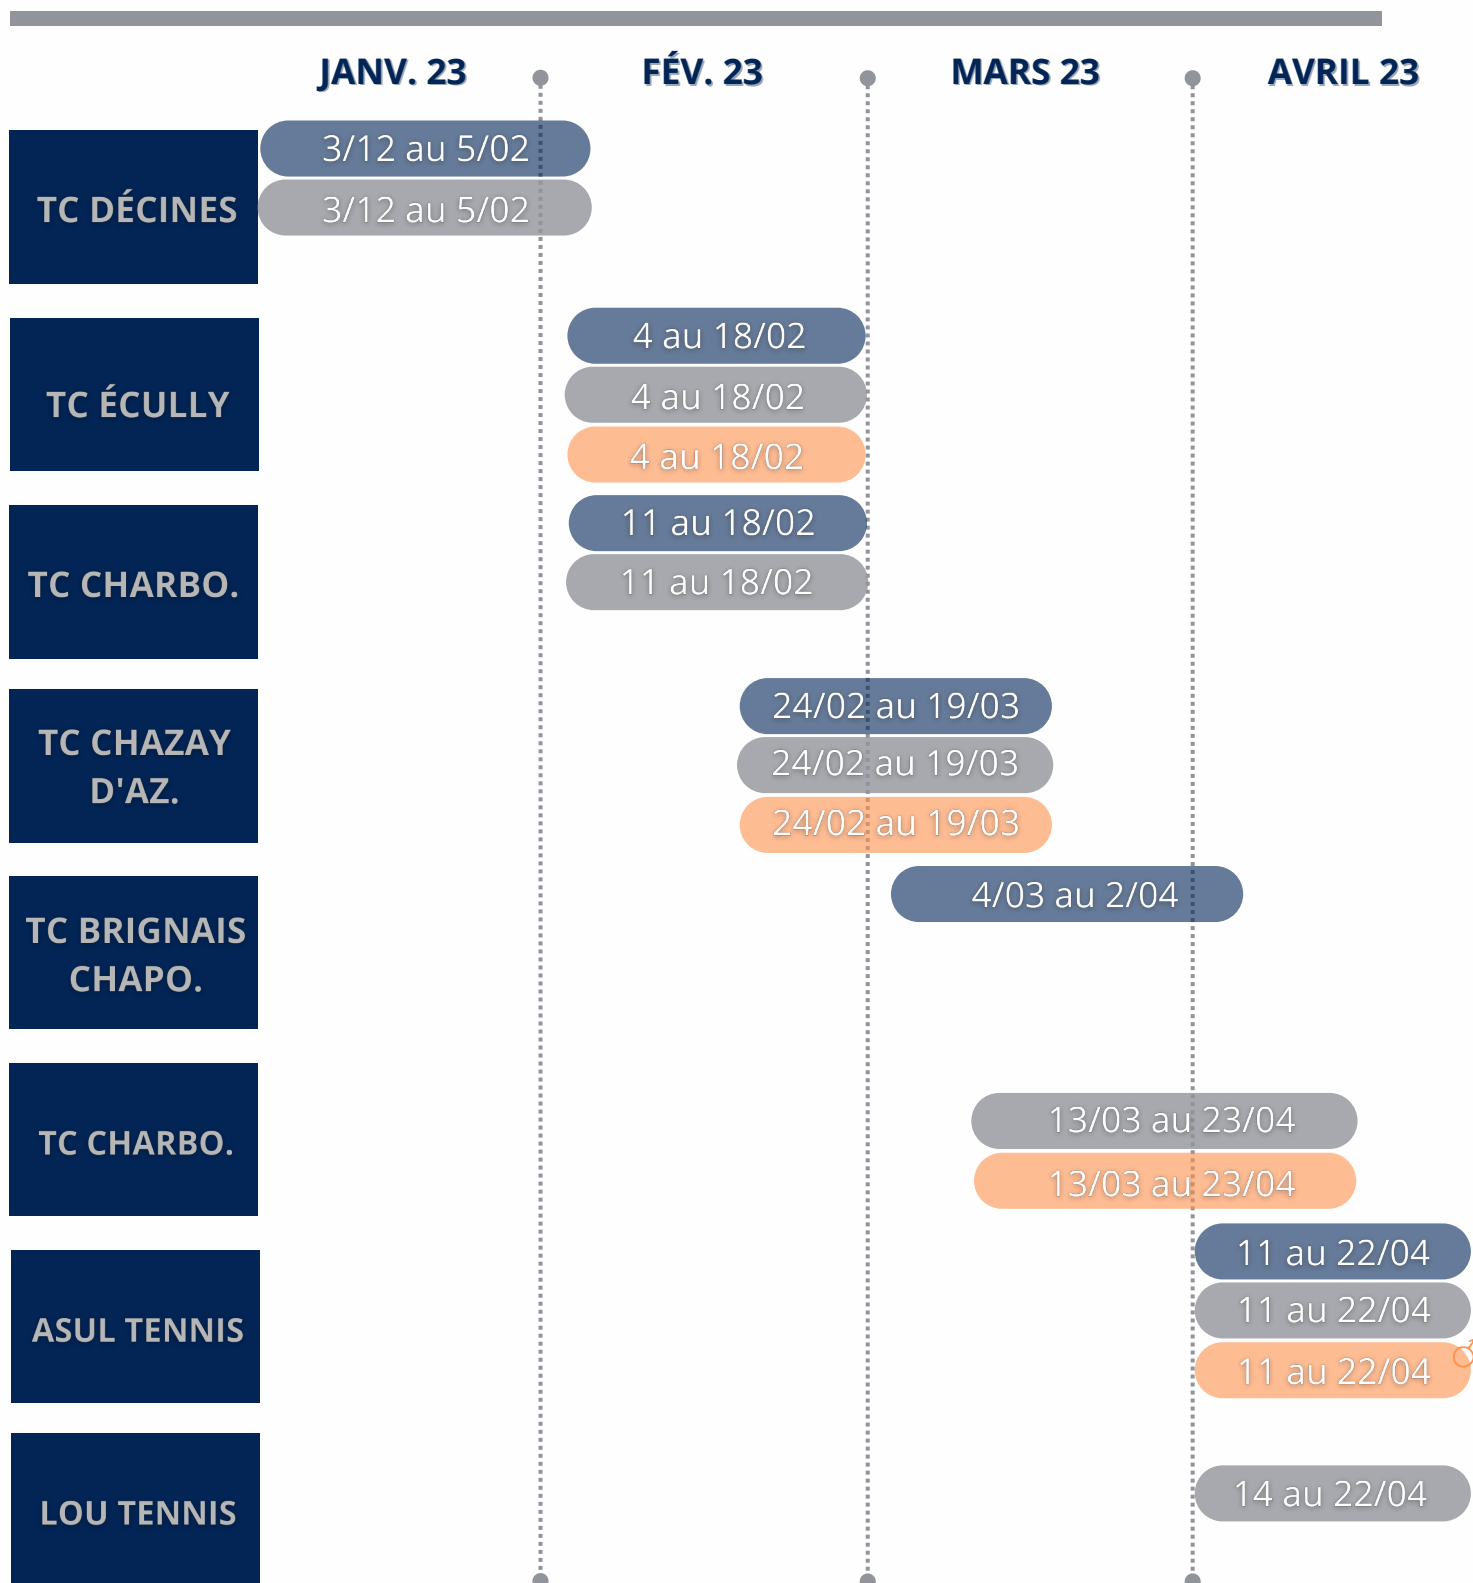 JANV. 23
FÉV. 23
MARS 23
AVRIL 23
TC DÉCINES
3/12 au 5/02
3/12 au 5/02
TC ÉCULLY
4 au 18/02
4 au 18/02
4 au 18/02
TC CHARBO.
11 au 18/02
11 au 18/02
TC CHAZAY
D'AZ.
24/02 au 19/03
24/02 au 19/03
24/02 au 19/03
TC BRIGNAIS
CHAPO.
4/03 au 2/04
TC CHARBO.
13/03 au 23/04
13/03 au 23/04
ASUL TENNIS
11 au 22/04
11 au 22/04
11 au 22/04
LOU TENNIS
14 au 22/04